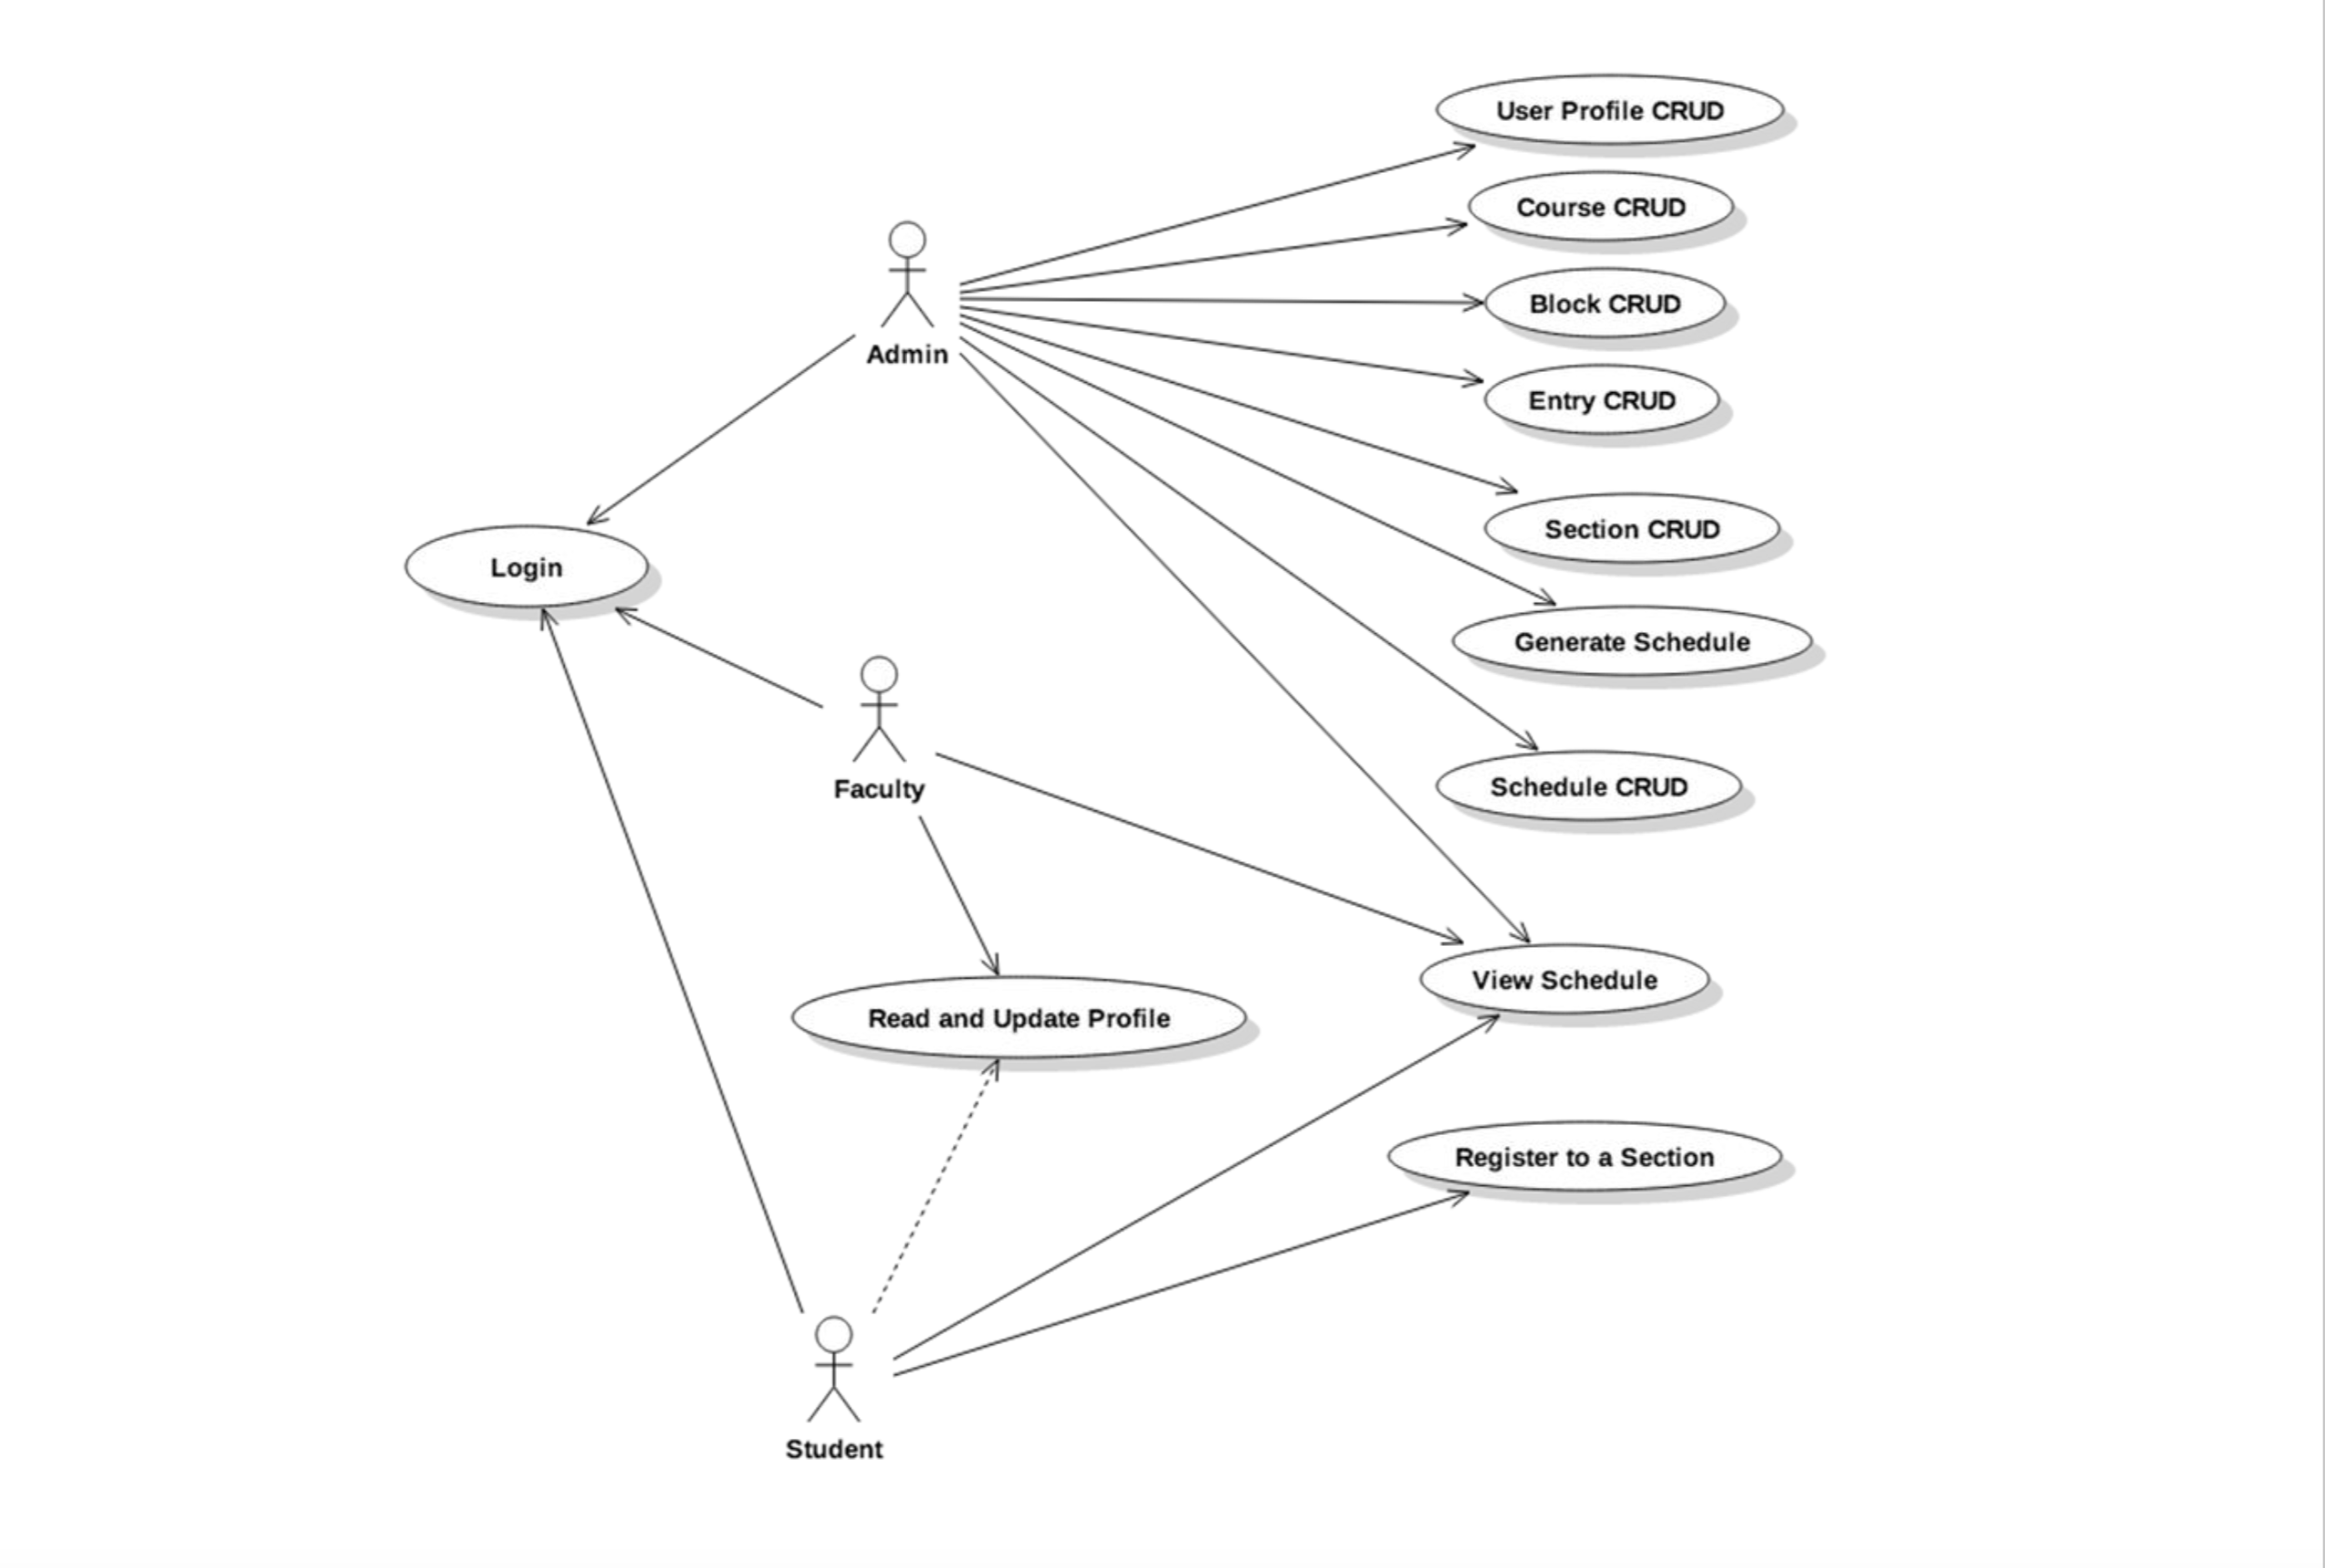 User Profile CRUD
Course CRUD
Block CRUD
Admin
Entry CRUD
Section CRUD
Login
Generate Schedule
Faculty
Schedule CRUD
View Schedule
Read and Update Profile
Register to a Section
Student